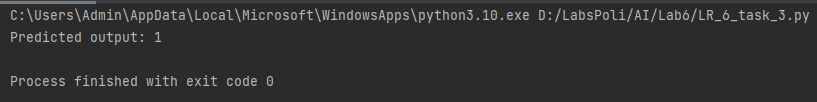 C:\Users\Admin\AppData\Local\Microsoft\WindowsApps\python3.10.exe D:/LabsPoli/AI/Lab6/LR_6_task_3.py
Predicted output: 1
Process finished with exit code 0